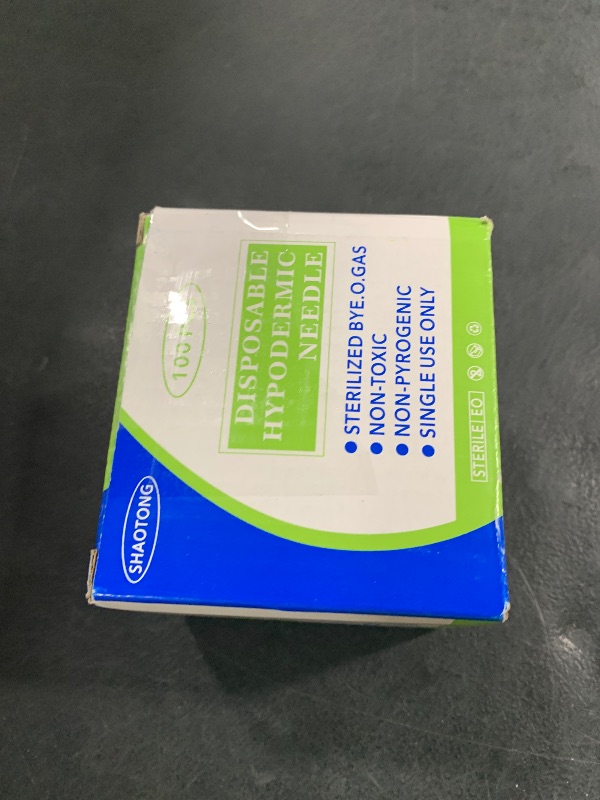 DISPOSABLE
HYPODERMIC
NEEDLE
STERILIZED BYE.O.GAS
NON-TOXIC
NON-PYROGENIC
SINGLE USE ONLY
STERILE EO
SHAOTONG